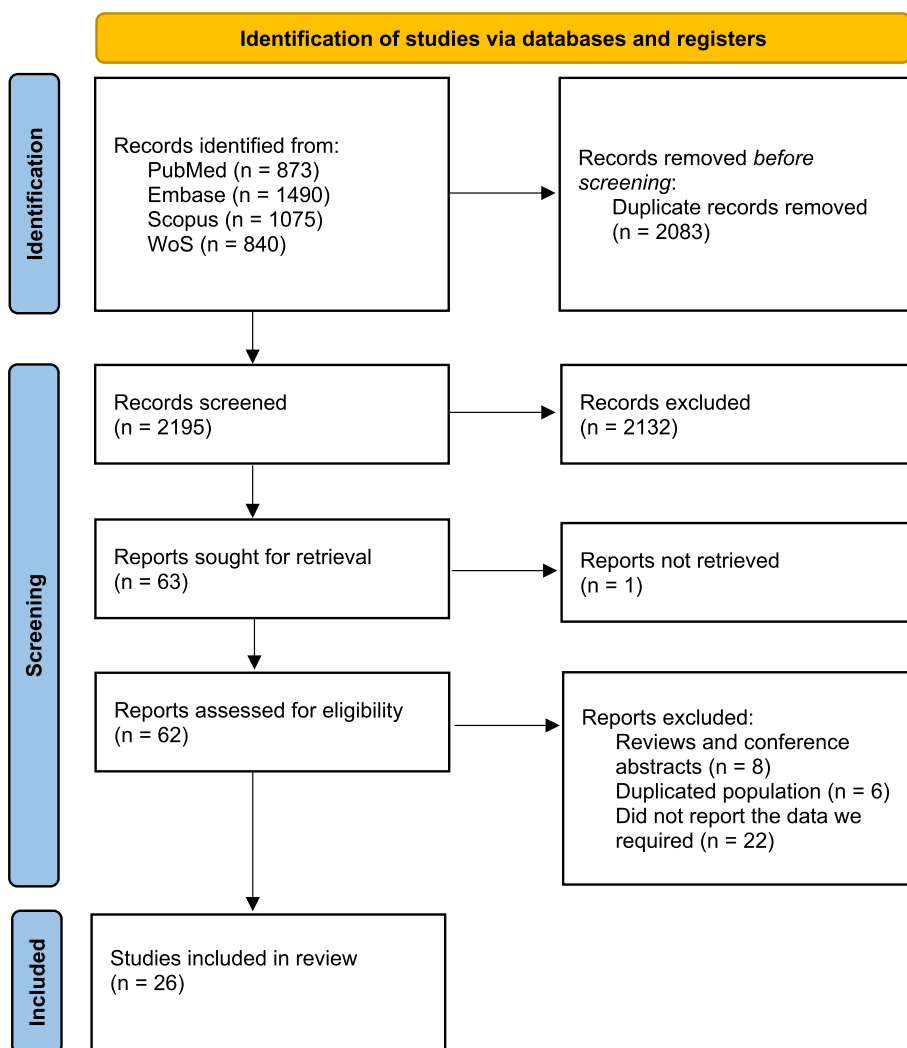 Identification of studies via databases and registers
Identification
Records identified from:
PubMed (n = 873)
Embase (n = 1490)
Scopus (n = 1075)
WoS (n = 840)
Records removed before
screening:
Duplicate records removed
(n = 2083)
Screening
Records screened
(n = 2195)
Records excluded
(n = 2132)
Reports sought for retrieval
(n = 63)
Reports not retrieved
(n = 1)
Reports assessed for eligibility
(n = 62)
Reports excluded:
Reviews and conference
abstracts (n = 8)
Duplicated population (n = 6)
Did not report the data we
required (n = 22)
Included
Studies included in review
(n = 26)